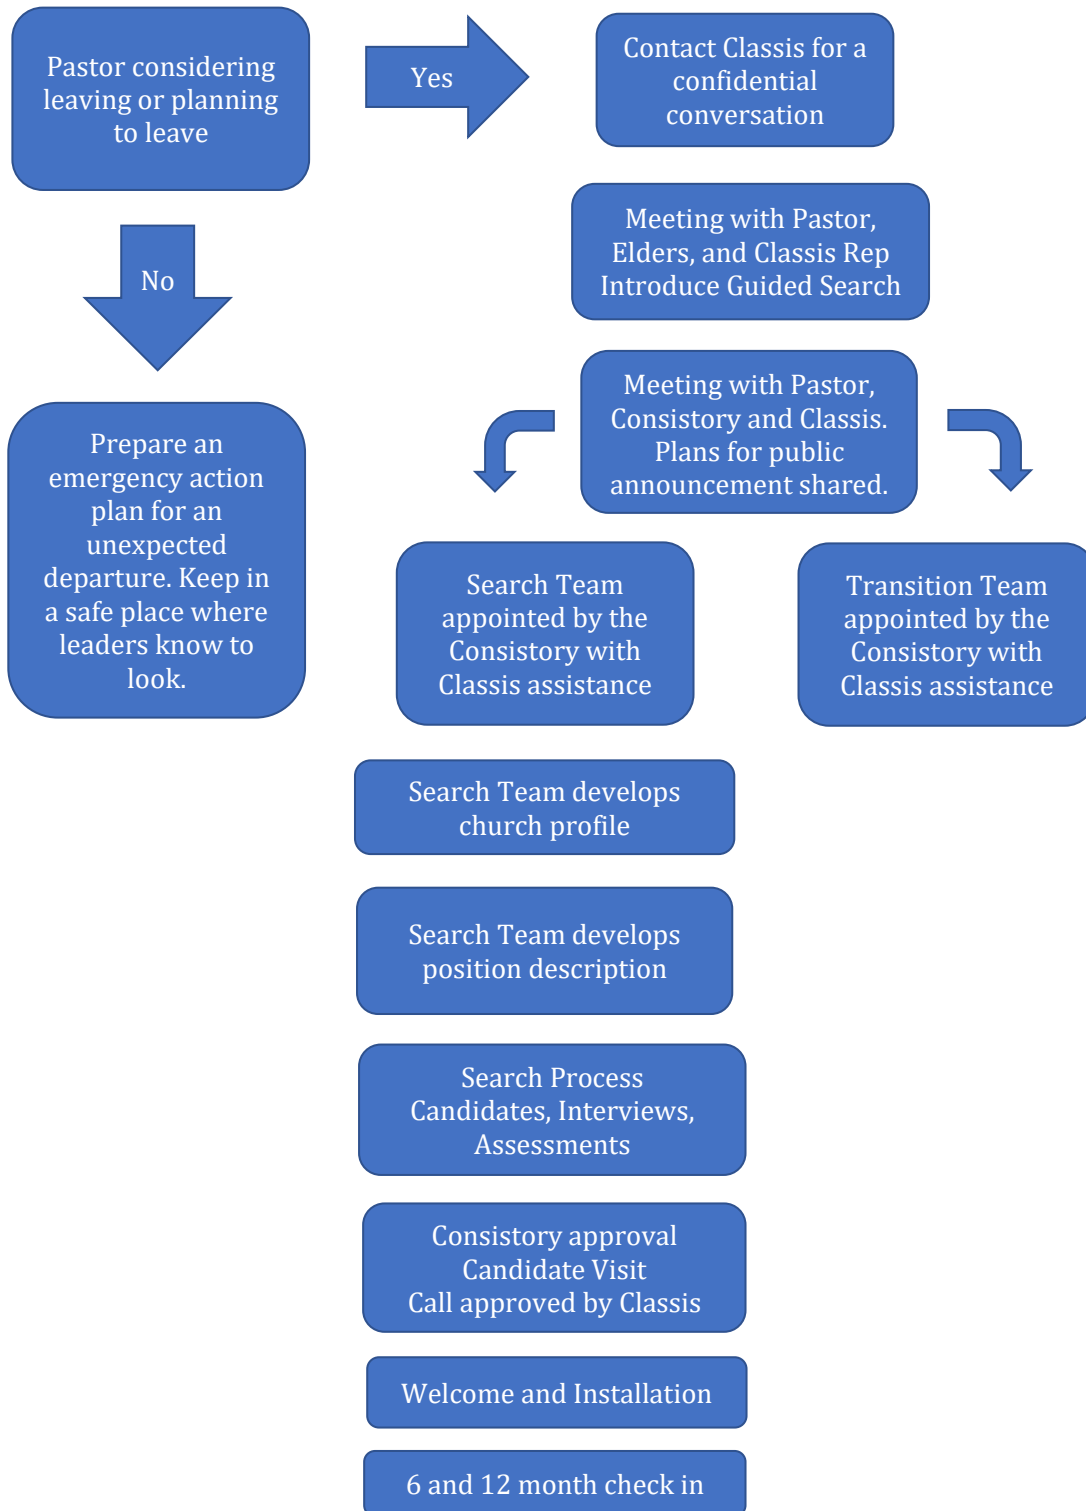 Pastor considering
leaving or planning
to leave
Yes
Contact Classis for a
confidential
conversation
Meeting with Pastor,
Elders, and Classis Rep
Introduce Guided Search
No
Meeting with Pastor,
Consistory and Classis.
Plans for public
announcement shared.
Prepare an
emergency action
plan for an
unexpected
departure. Keep in
a safe place where
leaders know to
look.
Search Team
appointed by the
Consistory with
Classis assistance
Transition Team
appointed by the
Consistory with
Classis assistance
Search Team develops
church profile
Search Team develops
position description
Search Process
Candidates, Interviews,
Assessments
Consistory approval
Candidate Visit
Call approved by Classis
Welcome and Installation
6 and 12 month check in